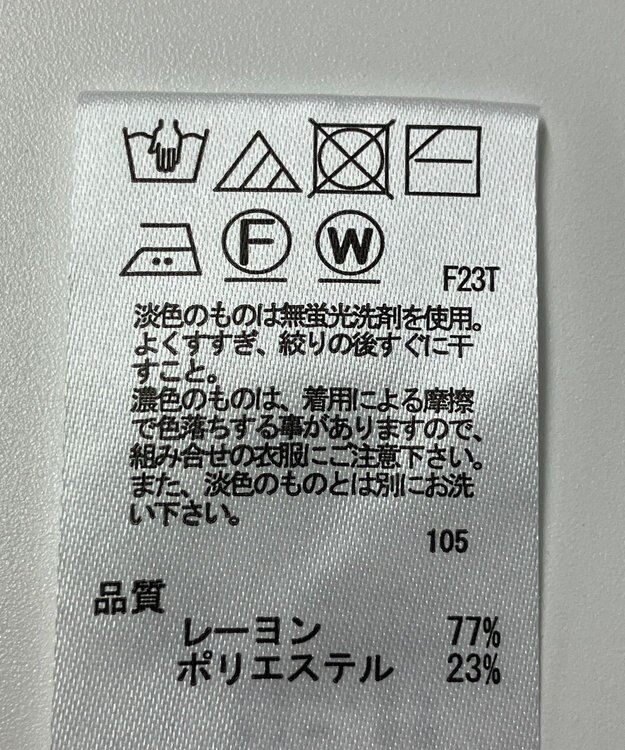 F W
F23T
淡色のものは無蛍光洗剤を使用。
よくすすぎ、絞りの後すぐに干
すこと。
濃色のものは、着用による摩擦
で色落ちする事がありますので、
組み合せの衣服にご注意下さい。
また、淡色のものとは別にお洗
い下さい。
105
品質
レーヨン 77%
ポリエステル 23%